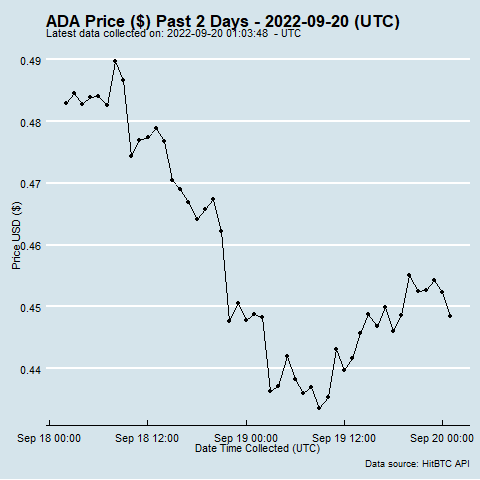 ADA Price ($) Past 2 Days - 2022-09-20 (UTC)
Latest data collected on: 2022-09-20 01:03:48 - UTC
0.49
0.48
0.47
0.46
0.45
0.44
Price USD ($)
Sep 18 00:00 Sep 18 12:00 Sep 19 00:00 Sep 19 12:00 Sep 20 00:00
Date Time Collected (UTC)
Data source: HitBTC API